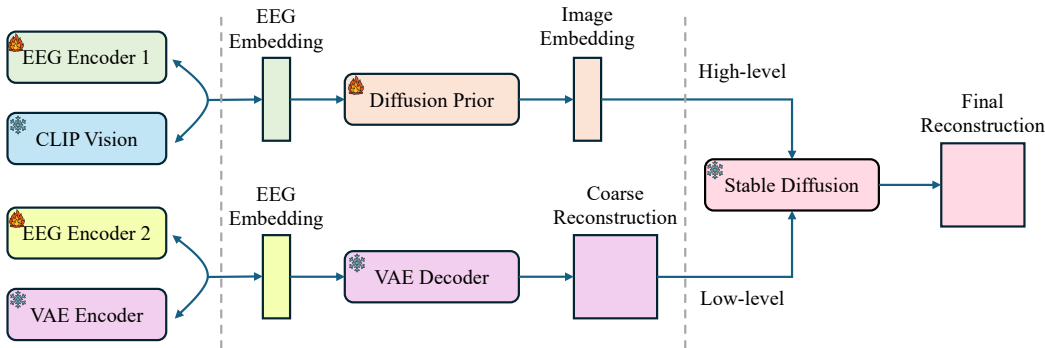 EEG Encoder 1
CLIP Vision
EEG Encoder 2
VAE Encoder
EEG
Embedding
Diffusion Prior
Image
Embedding
EEG
Embedding
VAE Decoder
Coarse
Reconstruction
High-level
Low-level
Stable Diffusion
Final
Reconstruction